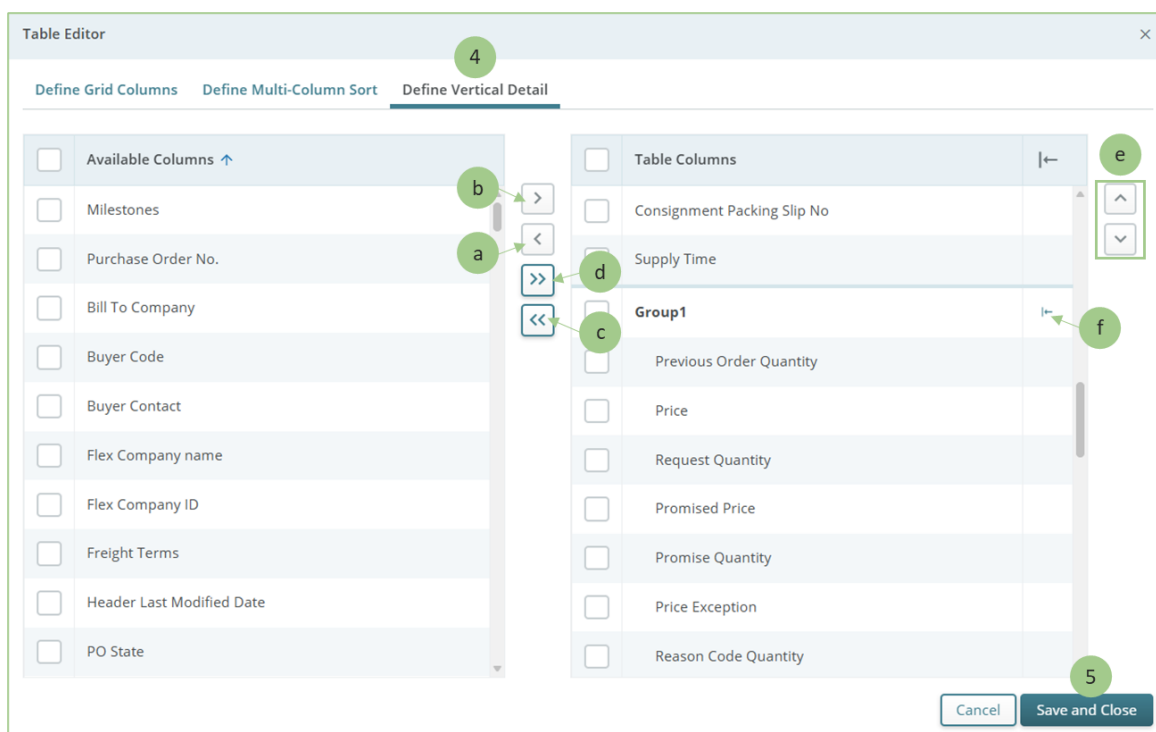 Table Editor
4
Define Grid Columns Define Multi-Column Sort Define Vertical Detail
Available Columns
Milestones
Purchase Order No.
Bill To Company
Buyer Code
Buyer Contact
Flex Company name
Flex Company ID
Freight Terms
Header Last Modified Date
PO State
b
a
d
c
Table Columns
Consignment Packing Slip No
Supply Time
Group1
Previous Order Quantity
Price
Request Quantity
Promised Price
Promise Quantity
Price Exception
Reason Code Quantity
e
f
5
Cancel Save and Close